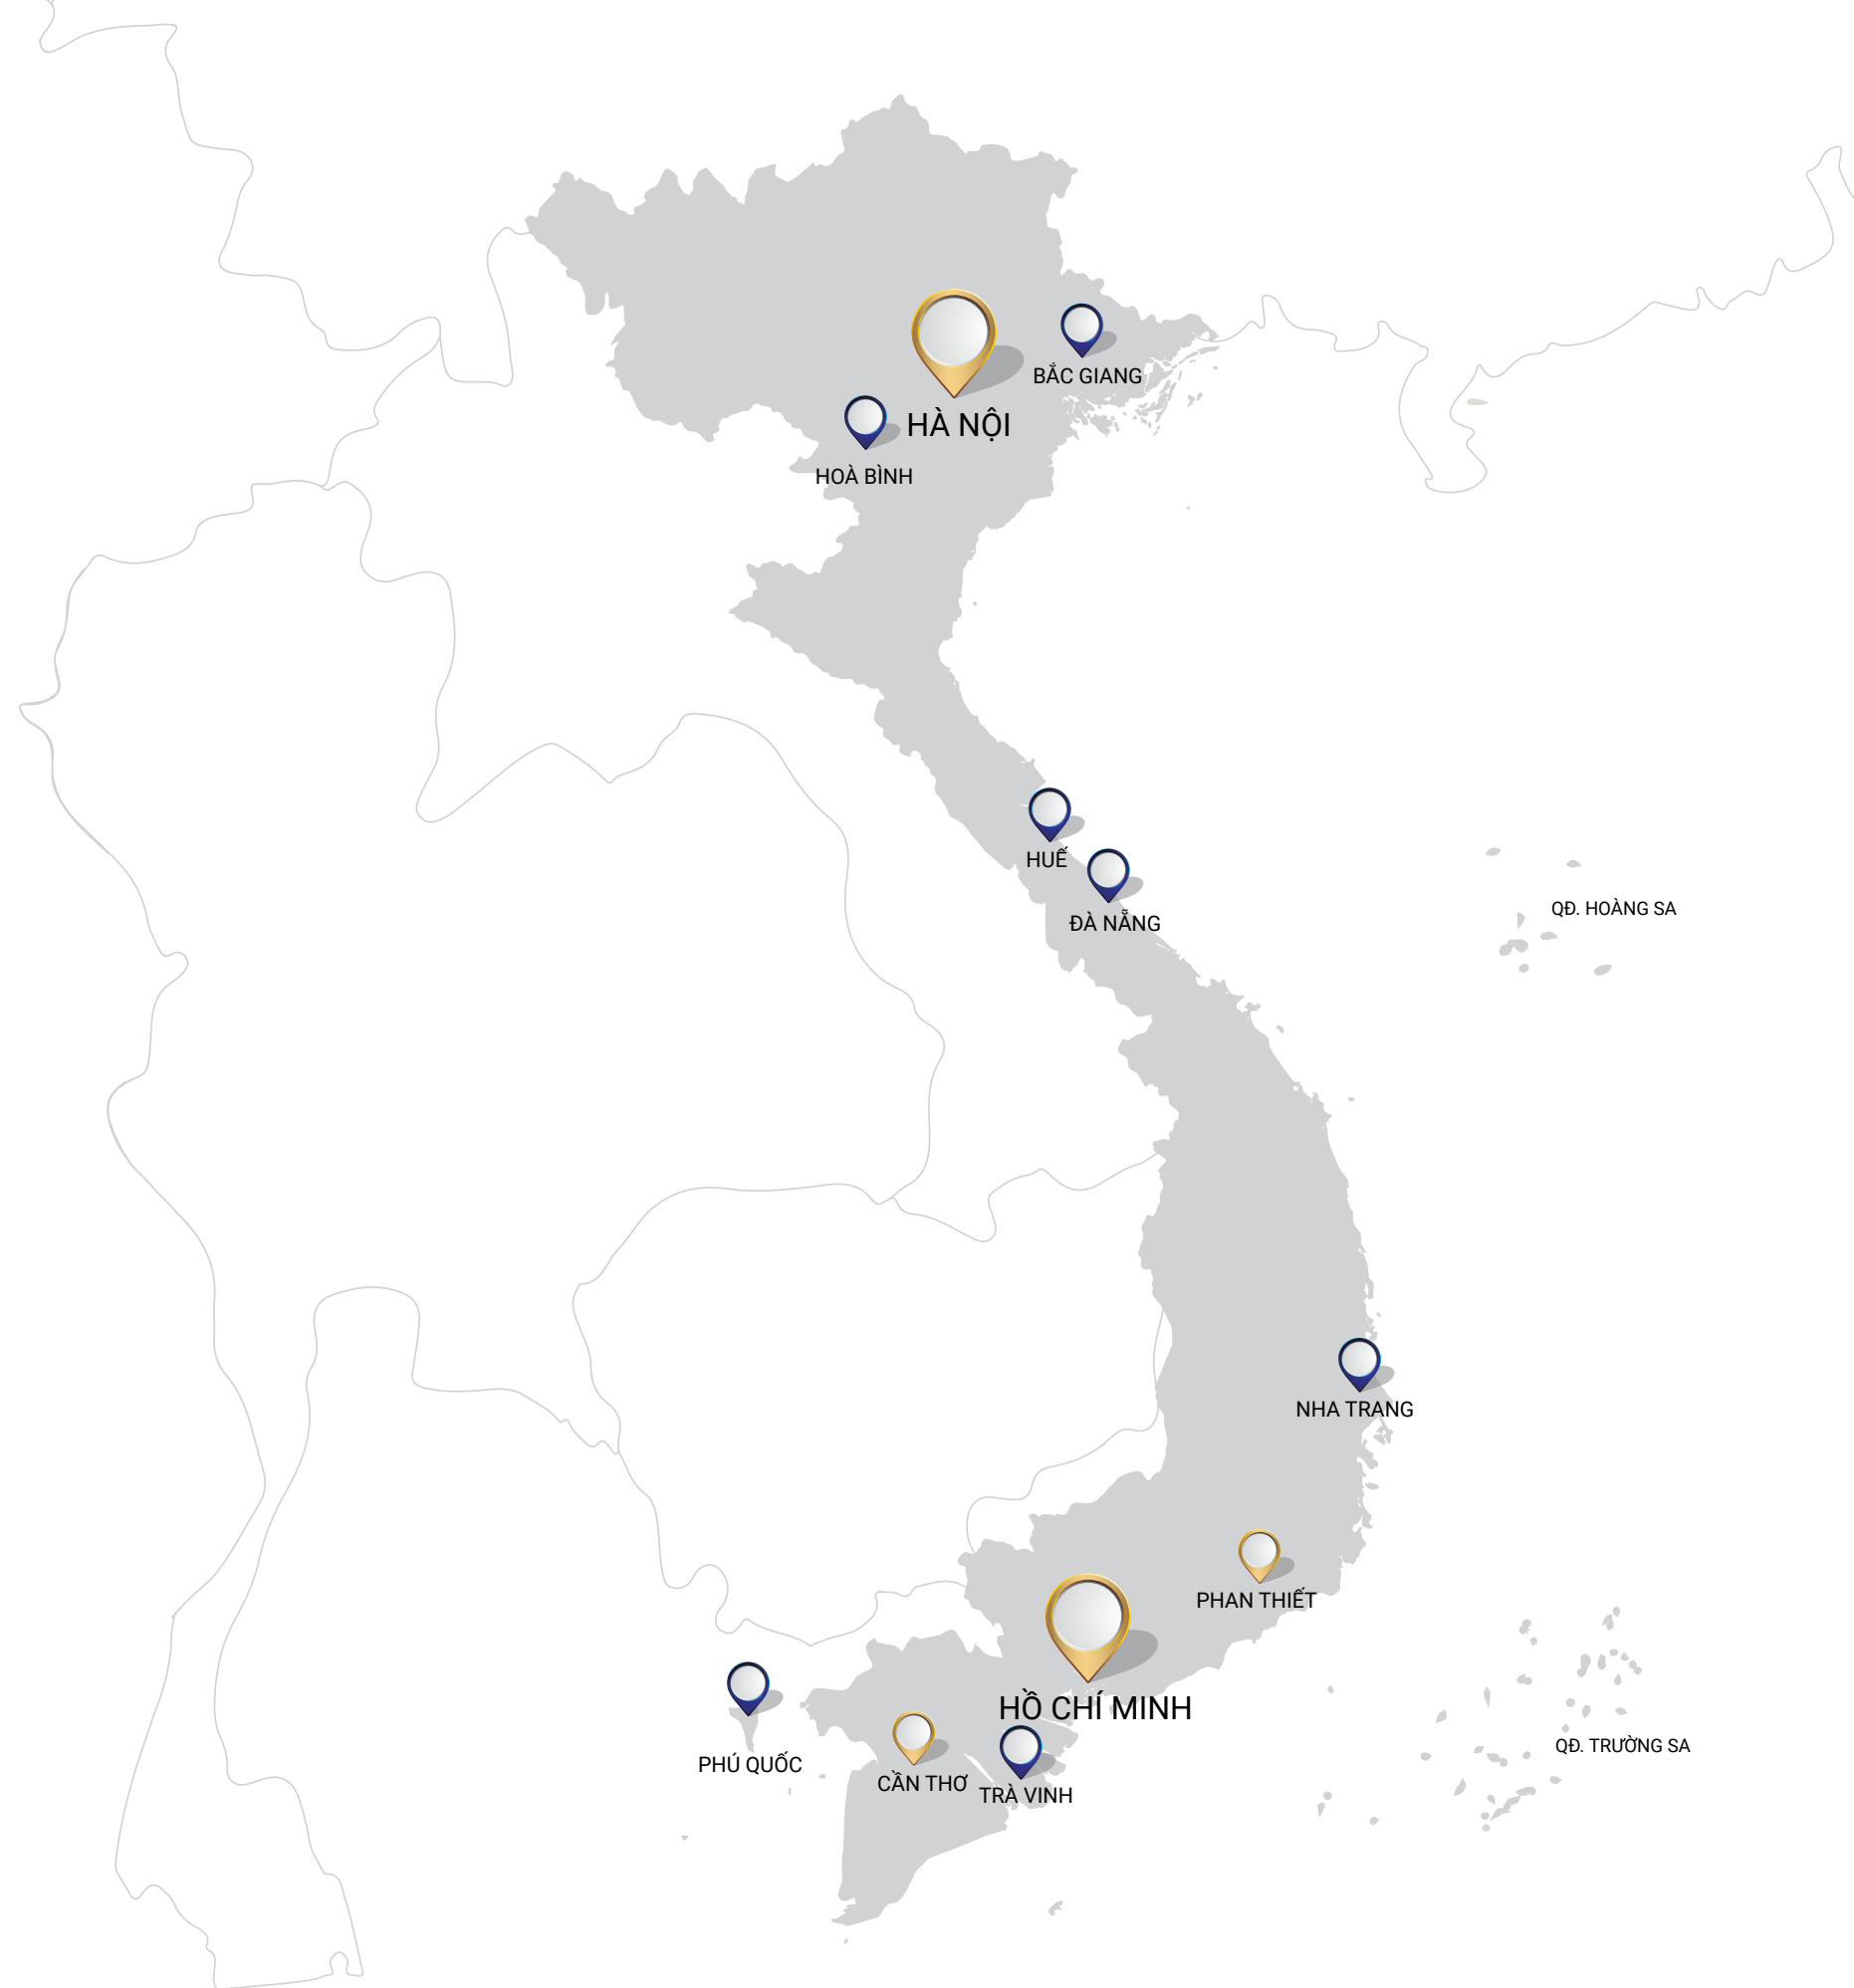 BẮC GIANG
HÀ NỘI
HOÀ BÌNH
HUẾ
ĐÀ NẴNG
QĐ. HOÀNG SA
NHA TRANG
PHAN THIẾT
HỒ CHÍ MINH
QĐ. TRƯỜNG SA
PHÚ QUỐC
CẦN THƠ
TRÀ VINH